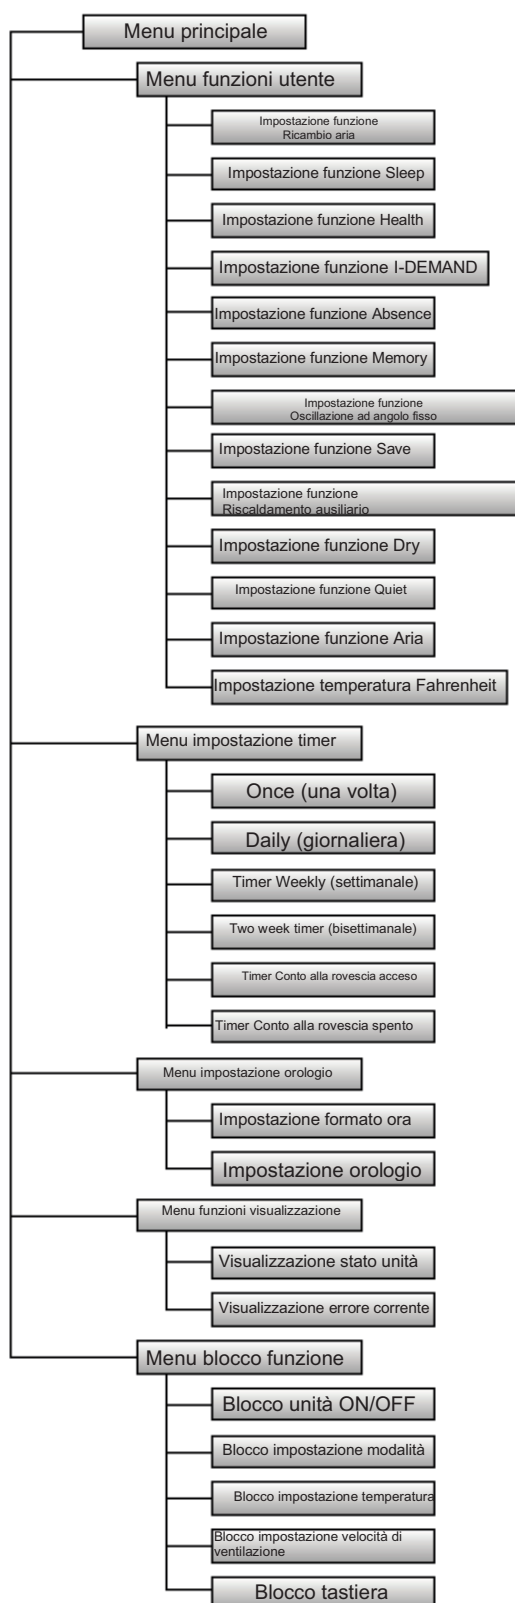 Menu principale
Menu funzioni utente
Impostazione funzione
Ricambio aria
Impostazione funzione Sleep
Impostazione funzione Health
Impostazione funzione I-DEMAND
Impostazione funzione Absence
Impostazione funzione Memory
Impostazione funzione
Oscillazione ad angolo fisso
Impostazione funzione Save
Impostazione funzione
Riscaldamento ausiliario
Impostazione funzione Dry
Impostazione funzione Quiet
Impostazione funzione Aria
Impostazione temperatura Fahrenheit
Menu impostazione timer
Once (una volta)
Daily (giornaliera)
Timer Weekly (settimanale)
Two week timer (bisettimanale)
Timer Conto alla rovescia acceso
Timer Conto alla rovescia spento
Menu impostazione orologio
Impostazione formato ora
Impostazione orologio
Menu funzioni visualizzazione
Visualizzazione stato unità
Visualizzazione errore corrente
Menu blocco funzione
Blocco unità ON/OFF
Blocco impostazione modalità
Blocco impostazione temperatura
Blocco impostazione velocità di
ventilazione
Blocco tastiera